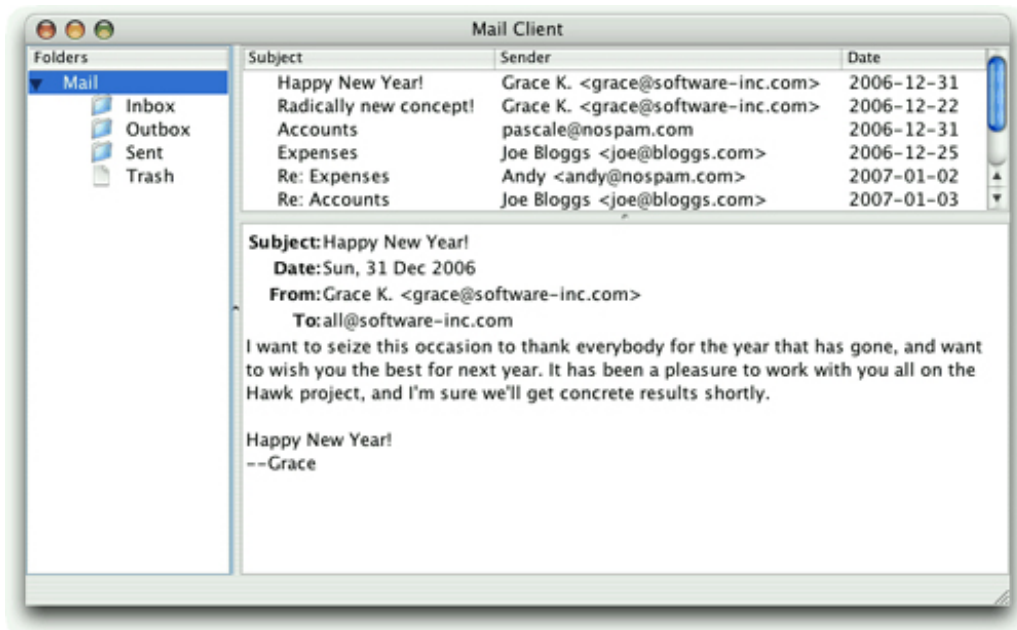 Mail Client
Folders
Mail
Inbox
Outbox
Sent
Trash
Subject Sender Date
Happy New Year! Grace K. <grace@software-inc.com> 2006-12-31
Radically new concept! Grace K. <grace@software-inc.com> 2006-12-22
Accounts pascale@nospam.com 2006-12-31
Expenses Joe Bloggs <joe@bloggs.com> 2006-12-25
Re: Expenses Andy <andy@nospam.com> 2007-01-02
Re: Accounts Joe Bloggs <joe@bloggs.com> 2007-01-03
Subject: Happy New Year!
Date: Sun, 31 Dec 2006
From: Grace K. <grace@software-inc.com>
To: all@software-inc.com
I want to seize this occasion to thank everybody for the year that has gone, and want
to wish you the best for next year. It has been a pleasure to work with you all on the
Hawk project, and I'm sure we'll get concrete results shortly.
Happy New Year!
--Grace